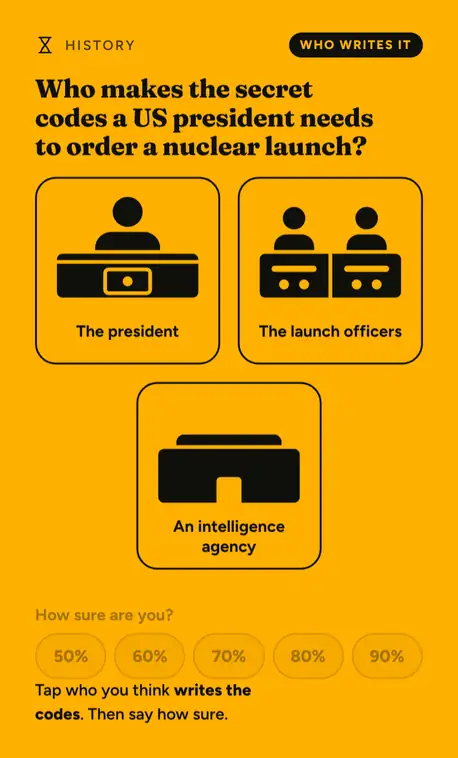 HISTORY
WHO WRITES IT
Who makes the secret
codes a US president needs
to order a nuclear launch?
The president
The launch officers
An intelligence
agency
How sure are you?
50%
60%
70%
80%
90%
Tap who you think writes the
codes. Then say how sure.